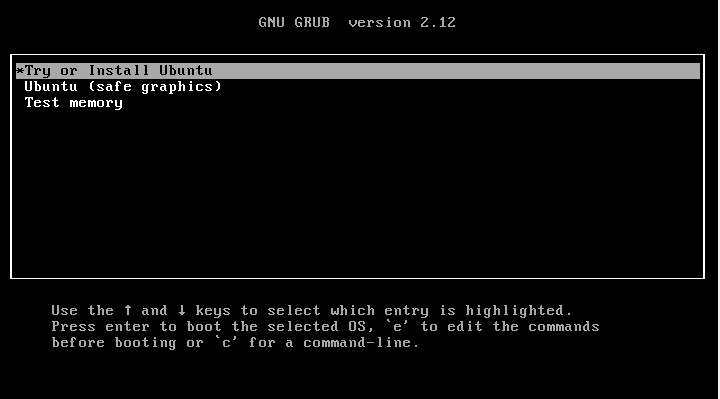 GNU GRUB  version 2.12
*Try or Install Ubuntu
Ubuntu (safe graphics)
Test memory
Use the ↑ and ↓ keys to select which entry is highlighted.
Press enter to boot the selected OS, `e' to edit the commands
before booting or `c' for a command-line.